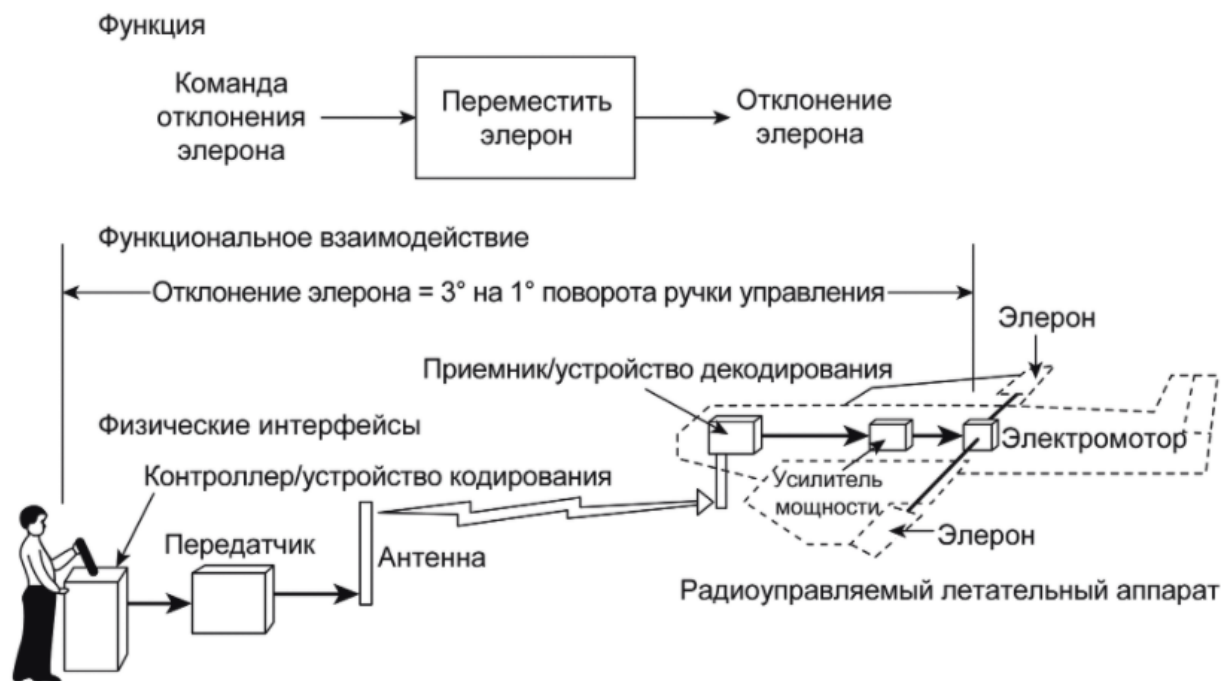 Функция
Команда
отклонения
элерона
Переместить
элерон
Отклонение
элерона
Функциональное взаимодействие
Отклонение элерона = 3° на 1° поворота ручки управления
Элерон
Приемник/устройство декодирования
Физические интерфейсы
Электромотор
Контроллер/устройство кодирования
Усилитель
мощности
Передатчик
Антенна
Элерон
Радиоуправляемый летательный аппарат